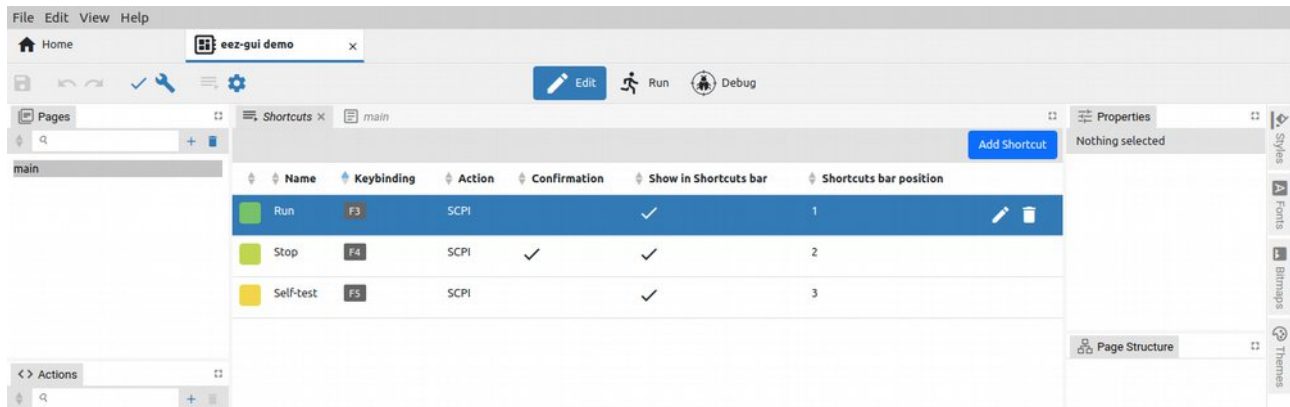 File Edit View Help
Home eez-gui demo
Edit Run Debug
Pages Shortcuts main Properties
Add Shortcut Nothing selected
main
Name Keybinding Action Confirmation Show in Shortcuts bar Shortcuts bar position
Run F3 SCPI 1
Stop F4 SCPI 2
Self-test F5 SCPI 3
Page Structure
Actions
Styles
Fonts
Bitmaps
Themes